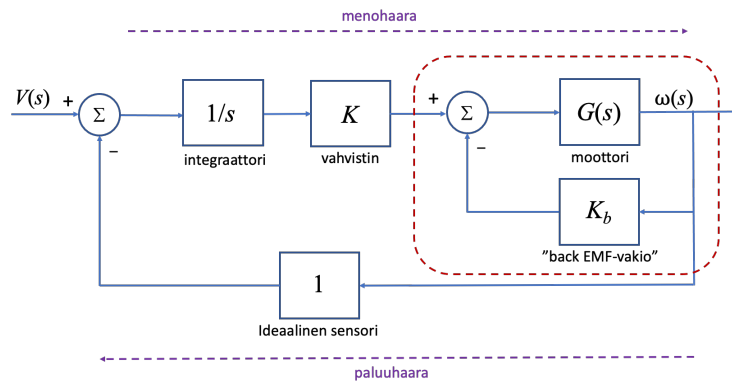 menohaara
V(s) + Σ 1/s K + Σ G(s) ω(s)
− integraattori vahvistin − moottori
K_b
"back EMF-vakio"
1
Ideaalinen sensori
paluuhaara